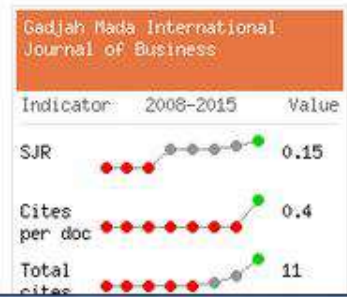 Gadjah Mada International
Journal of Business
Indicator 2008-2015 Value
SJR 0.15
Cites
per doc 0.4
Total
cites 11